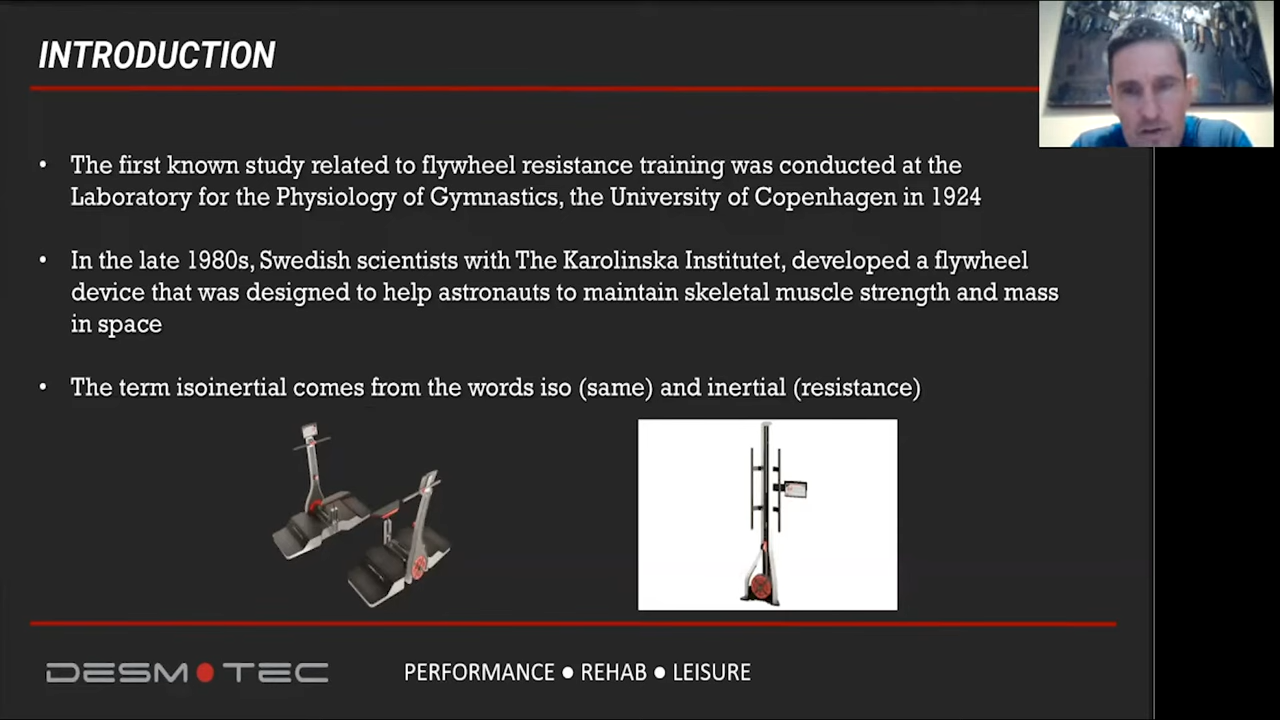 INTRODUCTION
• The first known study related to flywheel resistance training was conducted at the
Laboratory for the Physiology of Gymnastics, the University of Copenhagen in 1924
• In the late 1980s, Swedish scientists with The Karolinska Institutet, developed a flywheel
device that was designed to help astronauts to maintain skeletal muscle strength and mass
in space
• The term isoinertial comes from the words iso (same) and inertial (resistance)
DESMOTEC
PERFORMANCE ● REHAB ● LEISURE